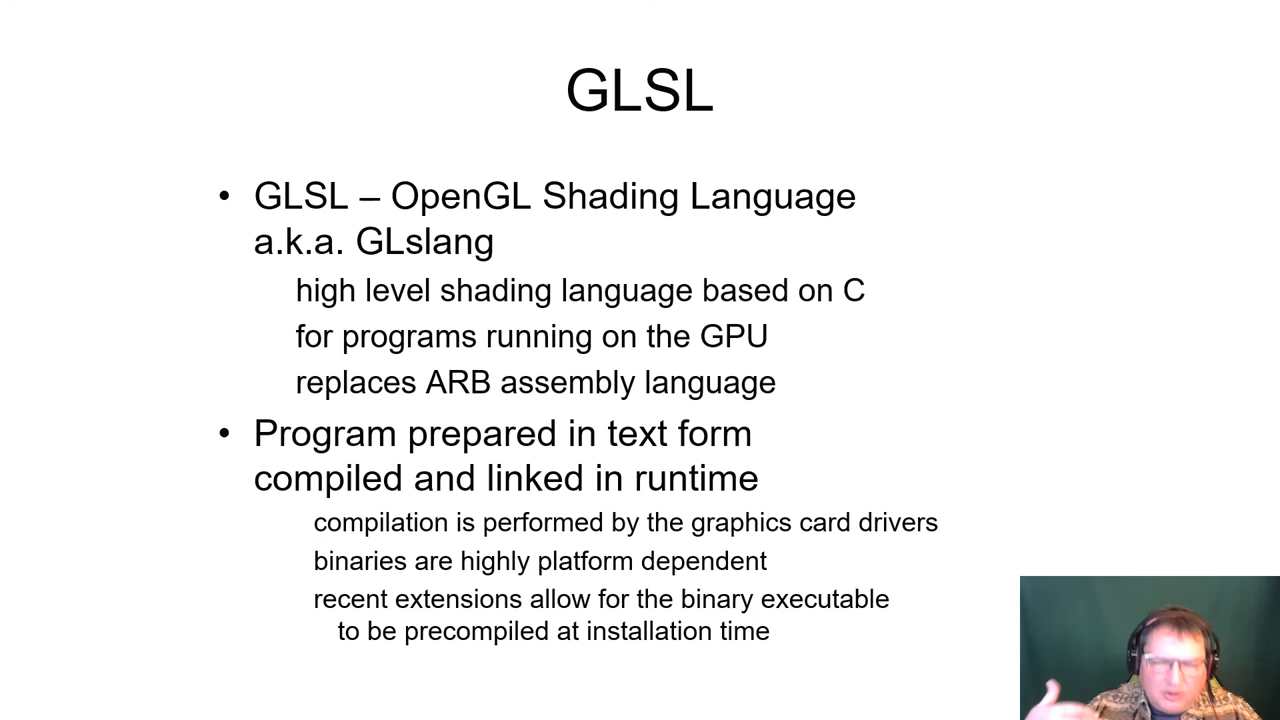 GLSL
• GLSL – OpenGL Shading Language
a.k.a. GLslang
high level shading language based on C
for programs running on the GPU
replaces ARB assembly language
• Program prepared in text form
compiled and linked in runtime
compilation is performed by the graphics card drivers
binaries are highly platform dependent
recent extensions allow for the binary executable
to be precompiled at installation time